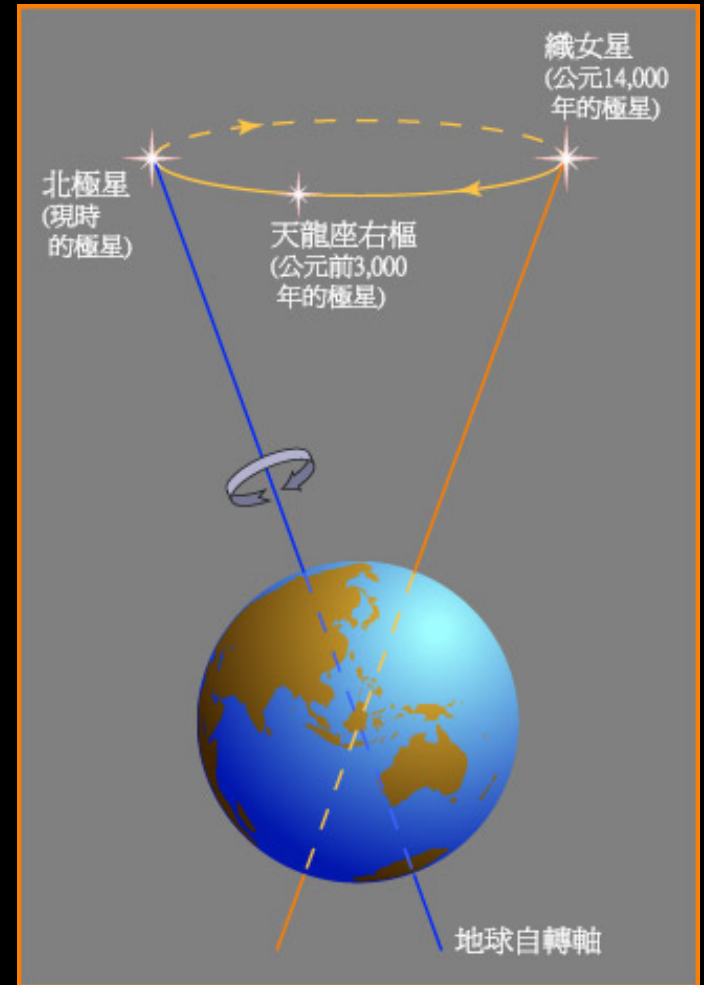 織女星
(公元14,000
年的極星)
北極星
(現時
的極星)
天龍座右樞
(公元前3,000
年的極星)
地球自轉軸